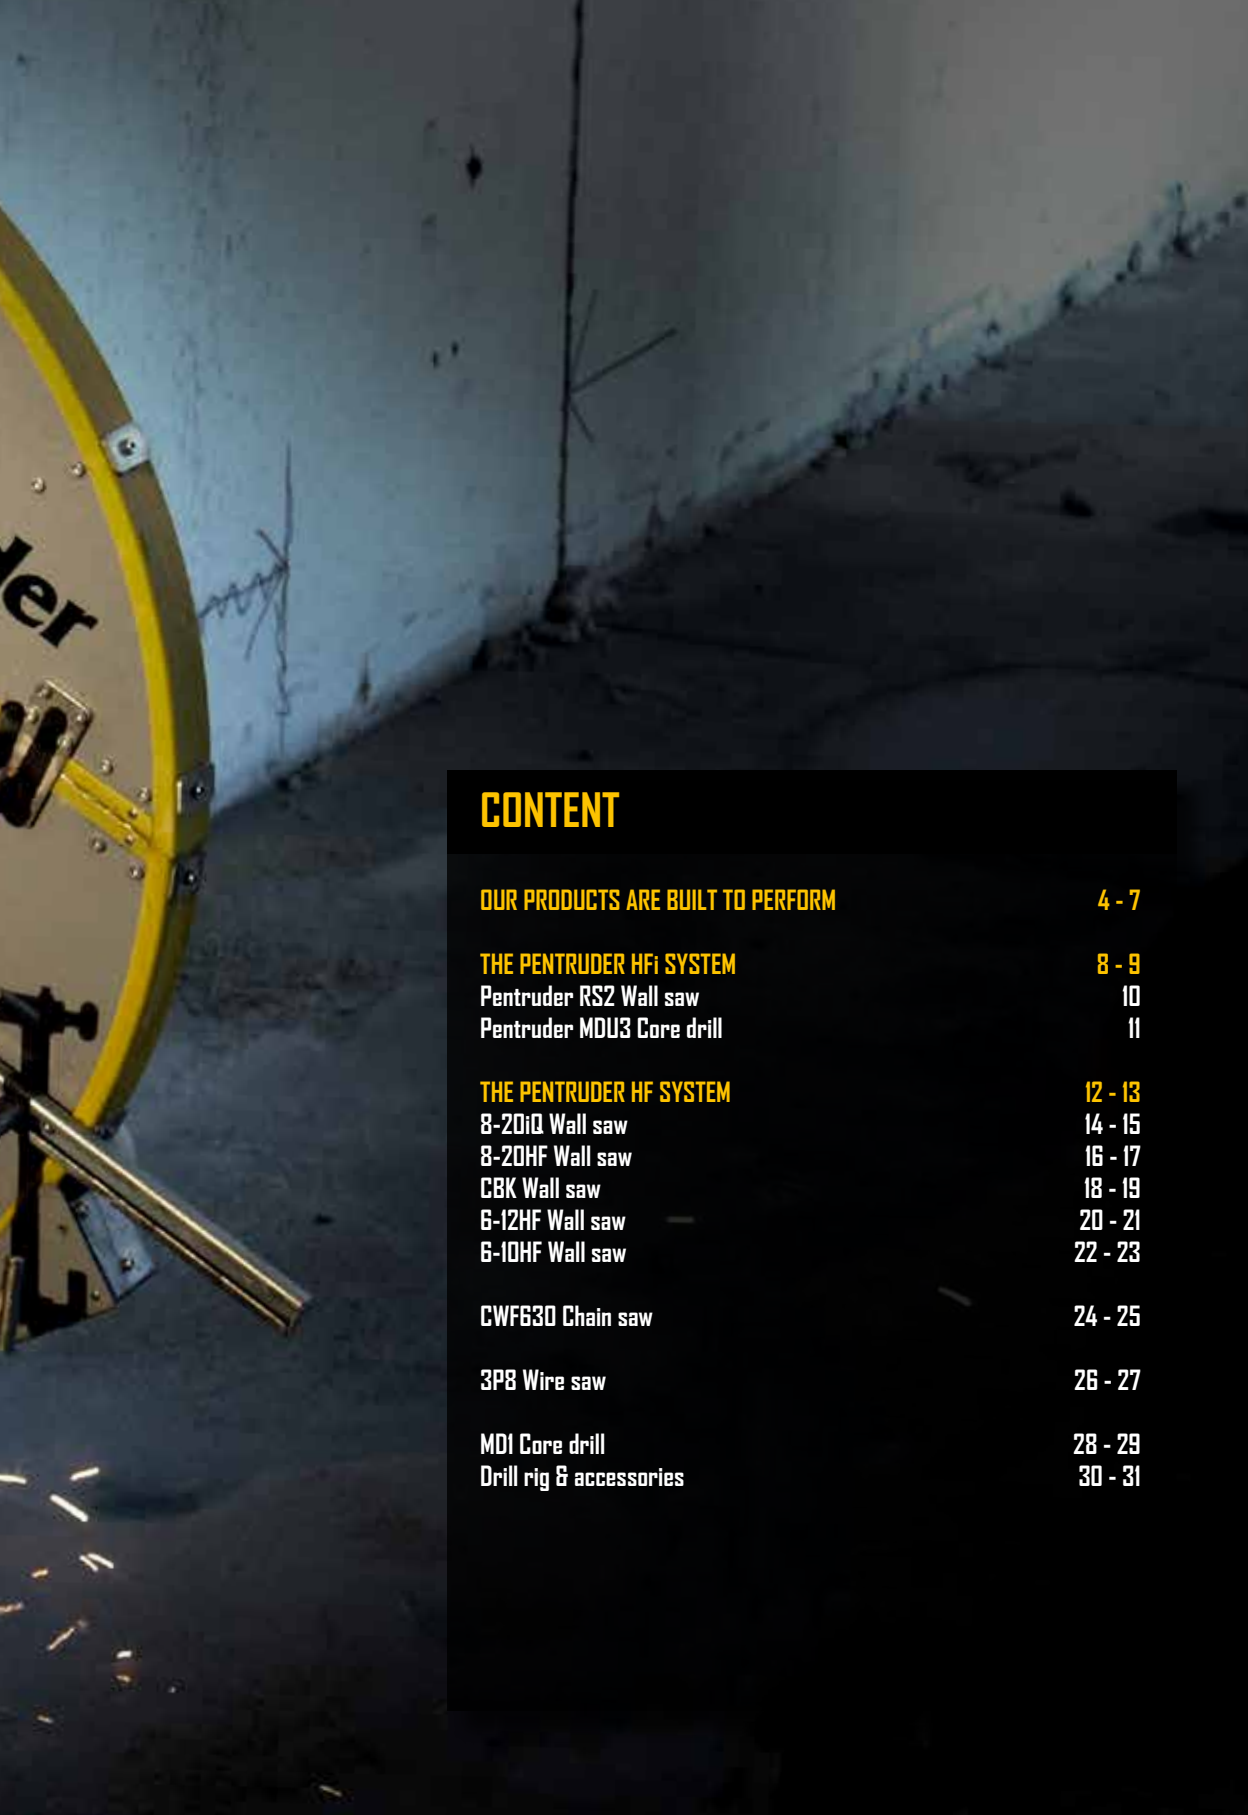 der
CONTENT
OUR PRODUCTS ARE BUILT TO PERFORM 4 - 7
THE PENTRUDER HFi SYSTEM 8 - 9
Pentruder RS2 Wall saw 10
Pentruder MDU3 Core drill 11
THE PENTRUDER HF SYSTEM 12 - 13
8-20iQ Wall saw 14 - 15
8-20HF Wall saw 16 - 17
CBK Wall saw 18 - 19
6-12HF Wall saw 20 - 21
6-10HF Wall saw 22 - 23
CWF630 Chain saw 24 - 25
3P8 Wire saw 26 - 27
MD1 Core drill 28 - 29
Drill rig & accessories 30 - 31